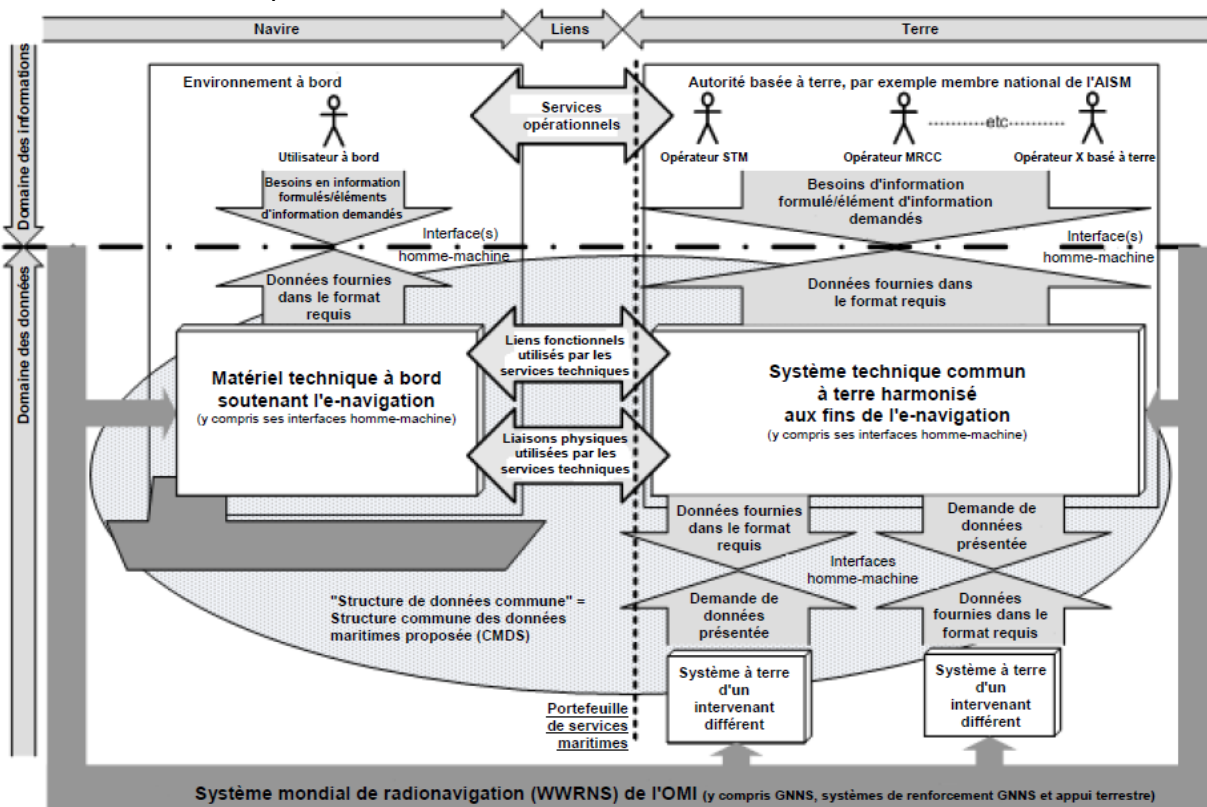 Navire
Liens
Terre
Domaine des informations
Domaine des données
Environnement à bord
Utilisateur à bord
Besoins en information
formulés/éléments
d'information demandés
Interface(s)
homme-machine
Données fournies
dans le format
requis
Matériel technique à bord
soutenant l'e-navigation
(y compris ses interfaces homme-machine)
Services
opérationnels
Liens fonctionnels
utilisés par les
services techniques
Liaisons physiques
utilisées par les
services techniques
Autorité basée à terre, par exemple membre national de l'AISM
Opérateur STM
Opérateur MRCC
...........etc...........
Opérateur X basé à terre
Besoins d'information
formulé/élément d'information
demandés
Interface(s)
homme-machine
Données fournies dans
le format requis
Système technique commun
à terre harmonisé
aux fins de l'e-navigation
(y compris ses interfaces homme-machine)
Données fournies
dans le format
requis
Demande de
données
présentée
Interfaces
homme-machine
Demande de
données
présentée
Données
fournies dans le
format requis
"Structure de données commune" =
Structure commune des données
maritimes proposée (CMDS)
Système à terre
d'un
intervenant
différent
Système à terre
d'un
intervenant
différent
Portefeuille
de services
maritimes
Système mondial de radionavigation (WWRNS) de l'OMI (y compris GNNS, systèmes de renforcement GNNS et appui terrestre)